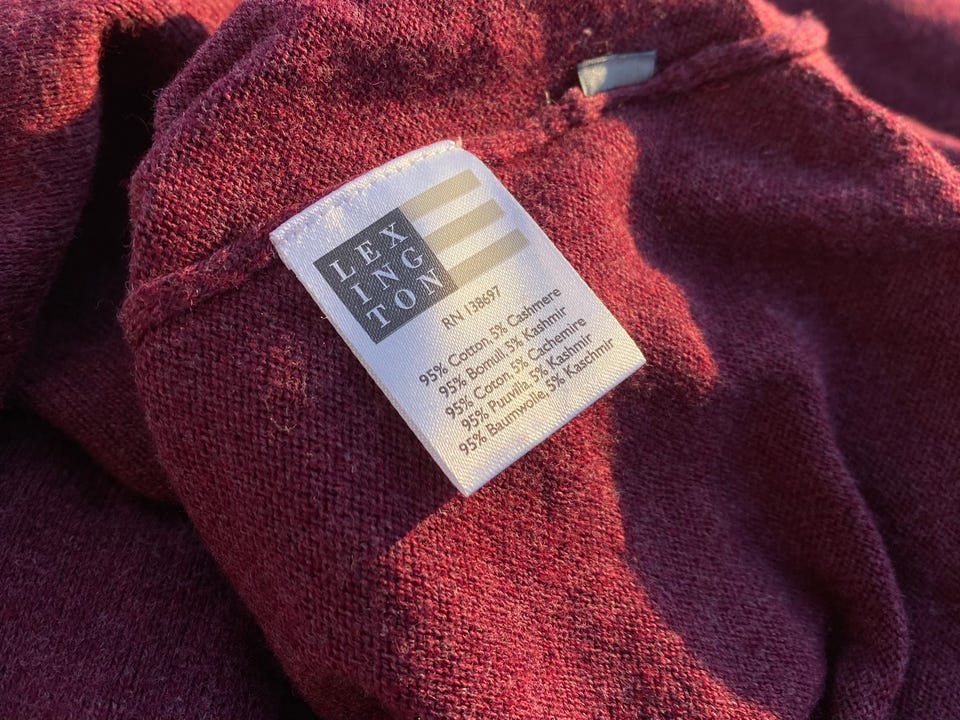 LEX
ING
TON
RN 138697
95% Cotton, 5% Cashmere
95% Bomull, 5% Kashmir
95% Coton, 5% Cachemire
95% Puuvilla, 5% Kashmir
95% Baumwolle, 5% Kaschmir